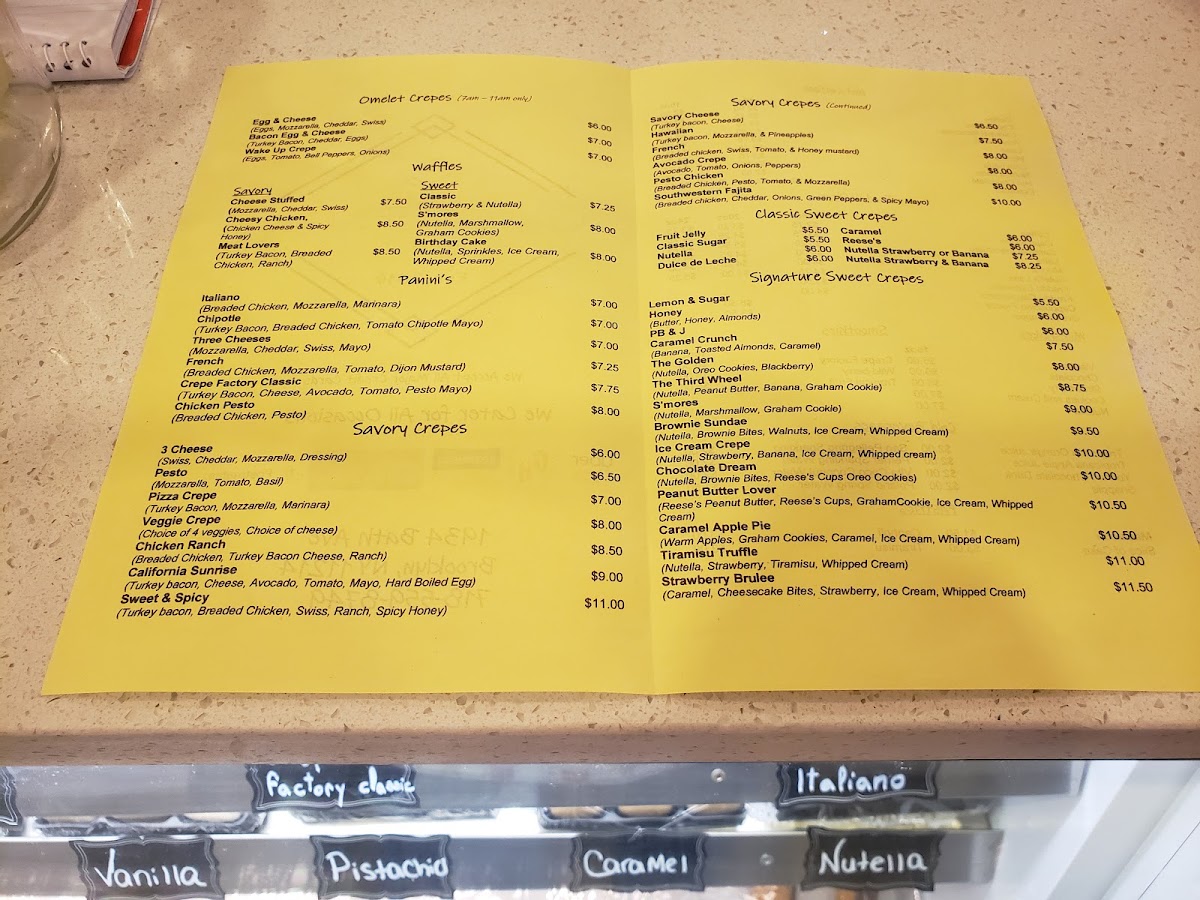 Omelet Crepes (7am – 11am only)
Egg & Cheese
(Eggs, Mozzarella, Cheddar, Swiss) $6.00
Bacon Egg & Cheese
(Turkey Bacon, Cheddar, Eggs) $7.00
Wake Up Crepe
(Eggs, Tomato, Bell Peppers, Onions) $7.00
Waffles
Savory
Cheese Stuffed $7.50
(Mozzarella, Cheddar, Swiss)
Cheesy Chicken, $8.50
(Chicken Cheese & Spicy
Honey)
Meat Lovers $8.50
(Turkey Bacon, Breaded
Chicken, Ranch)
Sweet
Classic
(Strawberry & Nutella) $7.25
S'mores
(Nutella, Marshmallow, $8.00
Graham Cookies)
Birthday Cake
(Nutella, Sprinkles, Ice Cream, $8.00
Whipped Cream)
Panini's
Italiano
(Breaded Chicken, Mozzarella, Marinara) $7.00
Chipotle
(Turkey Bacon, Breaded Chicken, Tomato Chipotle Mayo) $7.00
Three Cheeses
(Mozzarella, Cheddar, Swiss, Mayo) $7.00
French
(Breaded Chicken, Mozzarella, Tomato, Dijon Mustard) $7.25
Crepe Factory Classic
(Turkey Bacon, Cheese, Avocado, Tomato, Pesto Mayo) $7.75
Chicken Pesto
(Breaded Chicken, Pesto) $8.00
Savory Crepes
3 Cheese
(Swiss, Cheddar, Mozzarella, Dressing) $6.00
Pesto
(Mozzarella, Tomato, Basil) $6.50
Pizza Crepe
(Turkey Bacon, Mozzarella, Marinara) $7.00
Veggie Crepe
(Choice of 4 veggies, Choice of cheese) $8.00
Chicken Ranch
(Breaded Chicken, Turkey Bacon Cheese, Ranch) $8.50
California Sunrise
(Turkey bacon, Cheese, Avocado, Tomato, Mayo, Hard Boiled Egg) $9.00
Sweet & Spicy
(Turkey bacon, Breaded Chicken, Swiss, Ranch, Spicy Honey) $11.00
Savory Crepes (Continued)
Savory Cheese
(Turkey bacon, Cheese) $6.50
Hawaiian
(Turkey bacon, Mozzarella, & Pineapples) $7.50
French
(Breaded chicken, Swiss, Tomato, & Honey mustard) $8.00
Avocado Crepe
(Avocado, Tomato, Onions, Peppers) $8.00
Pesto Chicken
(Breaded Chicken, Pesto, Tomato, & Mozzarella) $8.00
Southwestern Fajita
(Breaded chicken, Cheddar, Onions, Green Peppers, & Spicy Mayo) $10.00
Classic Sweet Crepes
Fruit Jelly $5.50
Classic Sugar $5.50
Nutella $6.00
Dulce de Leche $6.00
Caramel $6.00
Reese's $6.00
Nutella Strawberry or Banana $7.25
Nutella Strawberry & Banana $8.25
Signature Sweet Crepes
Lemon & Sugar $5.50
Honey
(Butter, Honey, Almonds) $6.00
PB & J $6.00
Caramel Crunch
(Banana, Toasted Almonds, Caramel) $7.50
The Golden
(Nutella, Oreo Cookies, Blackberry) $8.00
The Third Wheel
(Nutella, Peanut Butter, Banana, Graham Cookie) $8.75
S'mores
(Nutella, Marshmallow, Graham Cookie) $9.00
Brownie Sundae
(Nutella, Brownie Bites, Walnuts, Ice Cream, Whipped Cream) $9.50
Ice Cream Crepe
(Nutella, Strawberry, Banana, Ice Cream, Whipped cream) $10.00
Chocolate Dream
(Nutella, Brownie Bites, Reese's Cups Oreo Cookies) $10.00
Peanut Butter Lover
(Reese's Peanut Butter, Reese's Cups, GrahamCookie, Ice Cream, Whipped $10.50
Cream)
Caramel Apple Pie
(Warm Apples, Graham Cookies, Caramel, Ice Cream, Whipped Cream) $10.50
Tiramisu Truffle
(Nutella, Strawberry, Tiramisu, Whipped Cream) $11.00
Strawberry Brulee
(Caramel, Cheesecake Bites, Strawberry, Ice Cream, Whipped Cream) $11.50
Factory classic
Italiano
Vanilla
Pistachio
Caramel
Nutella